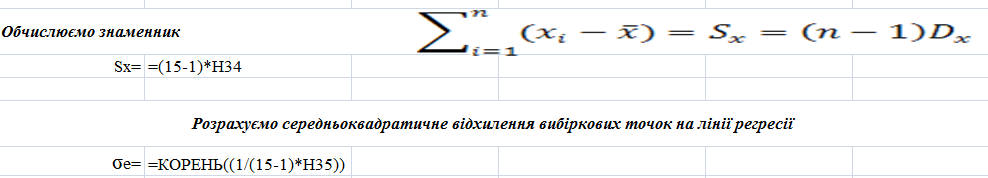 Обчислюємо знаменник
∑ⁿᵢ₌₁ (xᵢ − x̄) = Sₓ = (n − 1)Dₓ
Sx= =(15-1)*H34
Розрахуємо середньоквадратичне відхилення вибіркових точок на лінії регресії
σe= =КОРЕНЬ((1/(15-1)*H35))